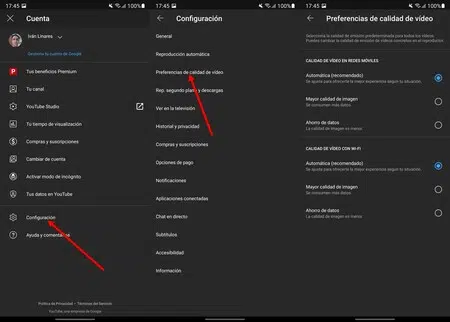 17:45
Cuenta
Iván Linares
Gestionar tu cuenta de Google
Tus beneficios Premium
Tu canal
YouTube Studio
Tu tiempo de visualización
Compras y suscripciones
Cambiar de cuenta
Activar modo de incógnito
Tus datos en YouTube
Configuración
Ayuda y comentarios
Política de Privacidad • Términos del Servicio
YouTube, una empresa de Google
17:45
Configuración
General
Reproducción automática
Preferencias de calidad de vídeo
Rep. segundo plano y descargas
Ver en la televisión
Historial y privacidad
Compras y suscripciones
Opciones de pago
Notificaciones
Aplicaciones conectadas
Chat en directo
Subtítulos
Accesibilidad
Información
17:45
Preferencias de calidad de vídeo
Selecciona la calidad de emisión predeterminada para todos los vídeos.
Puedes cambiar la calidad de emisión de vídeos concretos en el reproductor.
CALIDAD DE VÍDEO EN REDES MÓVILES
Automática (recomendado)
Se ajusta para ofrecerte la mejor experiencia según tu situación.
Mayor calidad de imagen
Se consumen más datos
Ahorro de datos
La calidad de imagen es menor
CALIDAD DE VÍDEO CON WI-FI
Automática (recomendado)
Se ajusta para ofrecerte la mejor experiencia según tu situación.
Mayor calidad de imagen
Se consumen más datos
Ahorro de datos
La calidad de imagen es menor